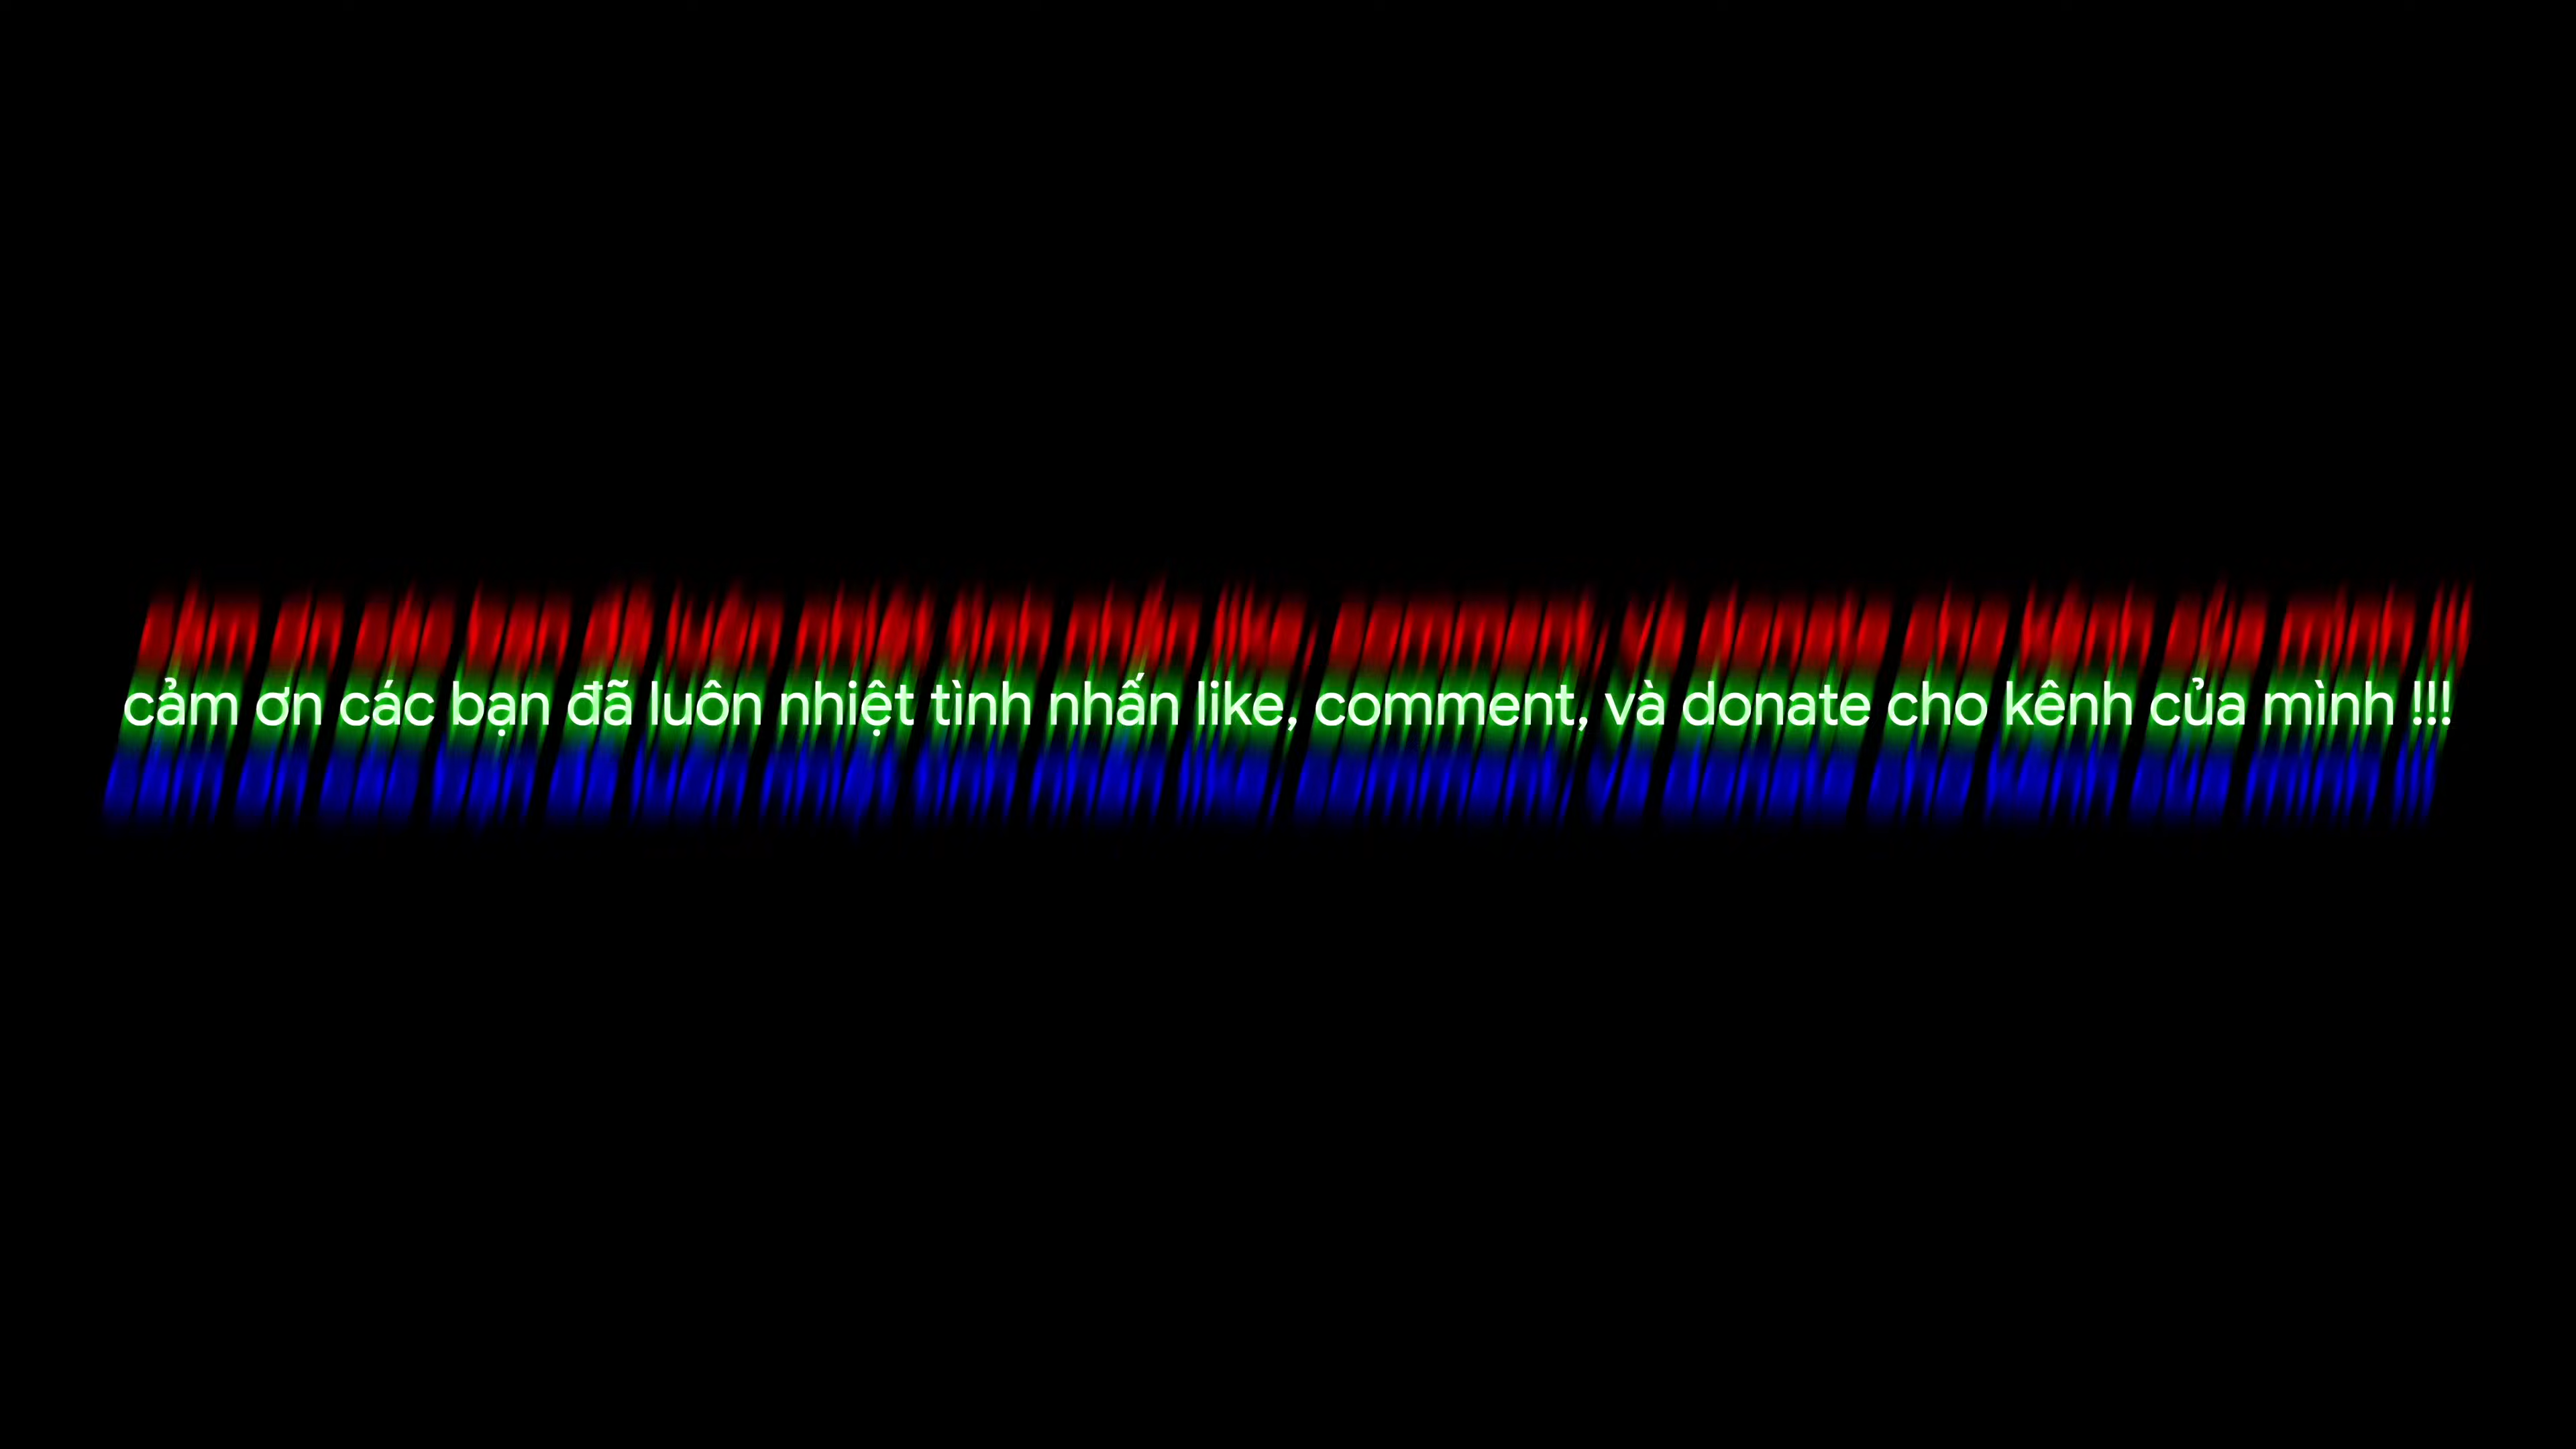 cảm ơn các bạn đã luôn nhiệt tình nhấn like, comment, và donate cho kênh của mình !!!